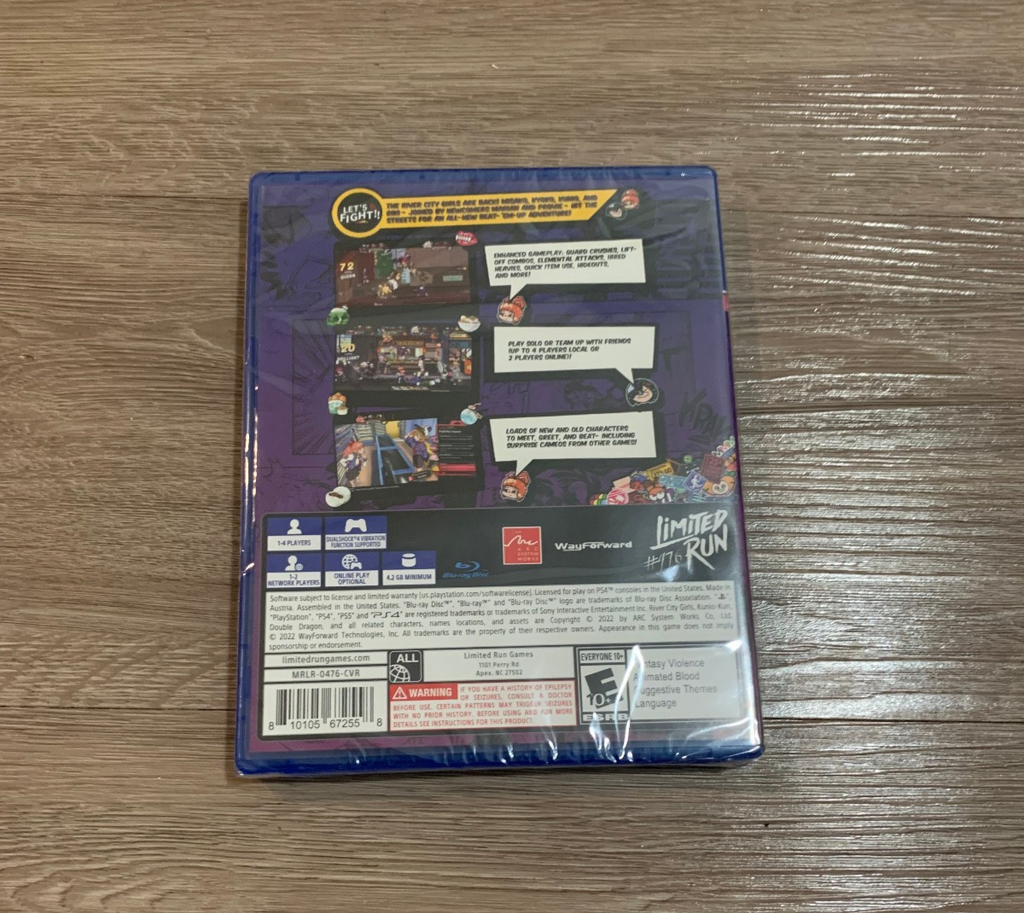 LET'S
FIGHT!!
THE RIVER CITY GIRLS ARE BACK! MISAKO, KYOKO, KUNIO, AND
RIKI - JOINED BY NEWCOMERS MARIAN AND PROVIE - HIT THE
STREETS FOR AN ALL-NEW BEAT-'EM-UP ADVENTURE!
72
ENHANCED GAMEPLAY: GUARD CRUSHES, LIFT-
OFF COMBOS, ELEMENTAL ATTACKS, HIRED
HEAVIES, QUICK ITEM USE, HIDEOUTS,
AND MORE!
20
PLAY SOLO OR TEAM UP WITH FRIENDS
(UP TO 4 PLAYERS LOCAL OR
2 PLAYERS ONLINE)!
LOADS OF NEW AND OLD CHARACTERS
TO MEET, GREET, AND BEAT- INCLUDING
SURPRISE CAMEOS FROM OTHER GAMES!
1-4 PLAYERS
DUALSHOCK®4 VIBRATION
FUNCTION SUPPORTED
1-2
NETWORK PLAYERS
ONLINE PLAY
OPTIONAL
4.2 GB MINIMUM
Blu-ray Disc
ARC
SYSTEM
WORKS
WayForward
LIMITED
RUN
#476
Software subject to license and limited warranty (us.playstation.com/softwarelicense). Licensed for play on PS4™ consoles in the United States. Made in
Austria. Assembled in the United States. "Blu-ray Disc™", "Blu-ray™" and "Blu-ray Disc™" logo are trademarks of Blu-ray Disc Association.
"PlayStation", "PS4", "PS5" and "PS4" are registered trademarks or trademarks of Sony Interactive Entertainment Inc. River City Girls, Kunio-Kun,
Double Dragon, and all related characters, names locations, and assets are Copyright © 2022 by ARC System Works Co, Ltd.
© 2022 WayForward Technologies, Inc. All trademarks are the property of their respective owners. Appearance in this game does not imply
sponsorship or endorsement.
limitedrungames.com
MRLR-0476-CVR
ALL
Limited Run Games
1101 Perry Rd
Apex, NC 27502
8 10105 67255 8
WARNING IF YOU HAVE A HISTORY OF EPILEPSY
OR SEIZURES, CONSULT A DOCTOR
BEFORE USE. CERTAIN PATTERNS MAY TRIGGER SEIZURES
WITH NO PRIOR HISTORY. BEFORE USING AND FOR MORE
DETAILS SEE INSTRUCTIONS FOR THIS PRODUCT.
EVERYONE 10+
E
10+
ESRB
Fantasy Violence
Animated Blood
Suggestive Themes
Language